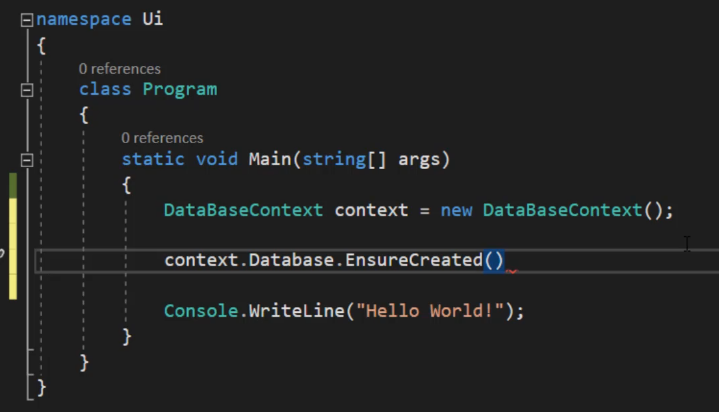 namespace Ui
{
0 references
class Program
{
0 references
static void Main(string[] args)
{
DataBaseContext context = new DataBaseContext();
context.Database.EnsureCreated()
Console.WriteLine("Hello World!");
}
}
}